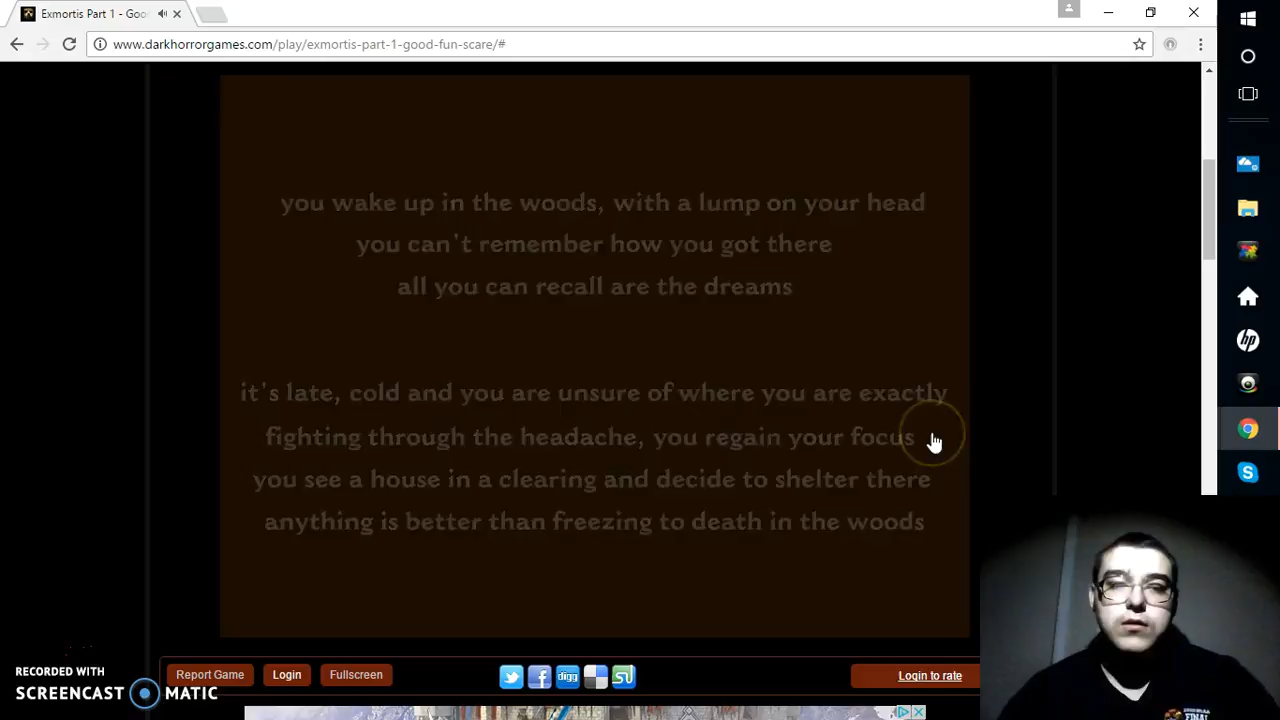 Exmortis Part 1 - Goo
www.darkhorrorgames.com/play/exmortis-part-1-good-fun-scare/#
you wake up in the woods, with a lump on your head
you can't remember how you got there
all you can recall are the dreams
it's late, cold and you are unsure of where you are exactly
fighting through the headache, you regain your focus
you see a house in a clearing and decide to shelter there
anything is better than freezing to death in the woods
hp
RECORDED WITH
SCREENCAST MATIC
Report Game
Login
Fullscreen
digg
Login to rate
FINAL